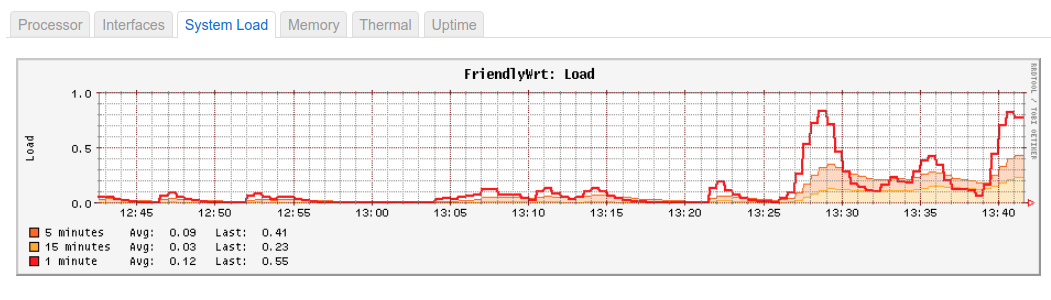 Processor Interfaces System Load Memory Thermal Uptime
FriendlyWrt: Load
RRDTOOL / TOBI OETIKER
Load
1.0
0.5
0.0
12:45 12:50 12:55 13:00 13:05 13:10 13:15 13:20 13:25 13:30 13:35 13:40
5 minutes Avg: 0.09 Last: 0.41
15 minutes Avg: 0.03 Last: 0.23
1 minute Avg: 0.12 Last: 0.55